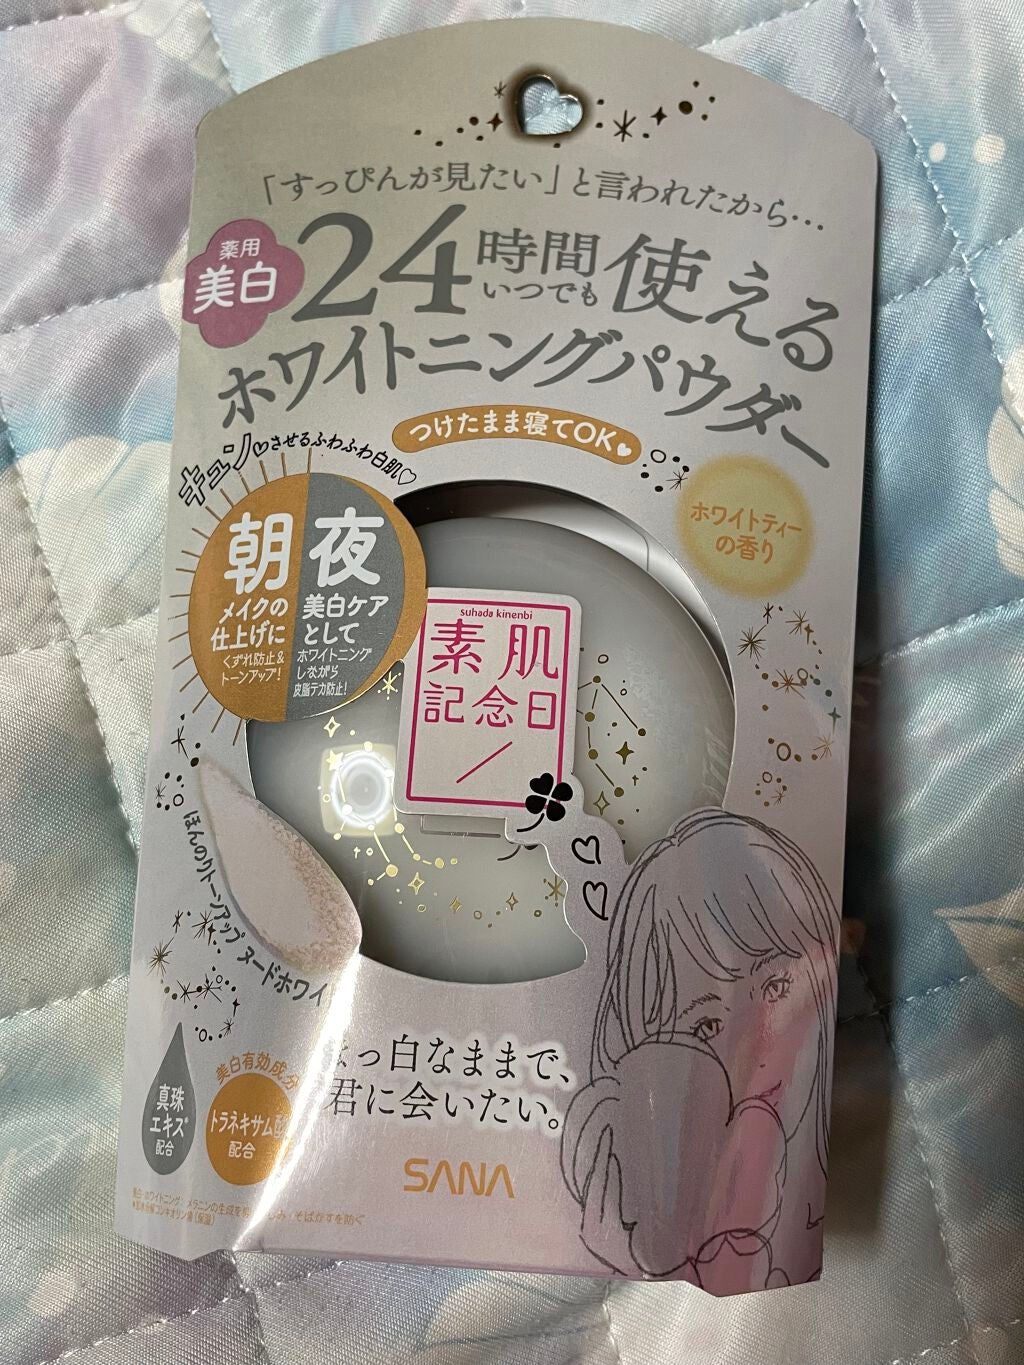 「すっぴんが見たい」と言われたから…
薬用
美白
24時間
いつでも
使える
ホワイトニングパウダー
つけたまま寝てOK
キュン♡させるふわふわ白肌♡
ホワイトティー
の香り
朝
メイクの
仕上げに
くずれ防止&
トーンアップ!
夜
美白ケア
として
ホワイトニング
しながら
皮脂テカ防止!
suhada kinenbi
素肌
記念日
ほんのりトーンアップ ヌードホワイ
真珠
エキス
配合
美白有効成分
トラネキサム酸
配合
っ白なままで、
君に会いたい。
SANA
そばかすを防ぐ